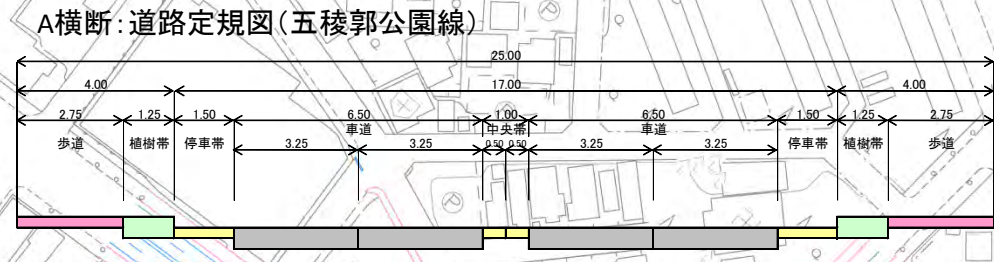 A横断：道路定規図（五稜郭公園線）
25.00
4.00 17.00 4.00
2.75 1.25 1.50 6.50 1.00 6.50 1.50 1.25 2.75
歩道 植樹帯 停車帯 車道 中央帯 車道 停車帯 植樹帯 歩道
3.25 3.25 0.50 0.50 3.25 3.25
P
P